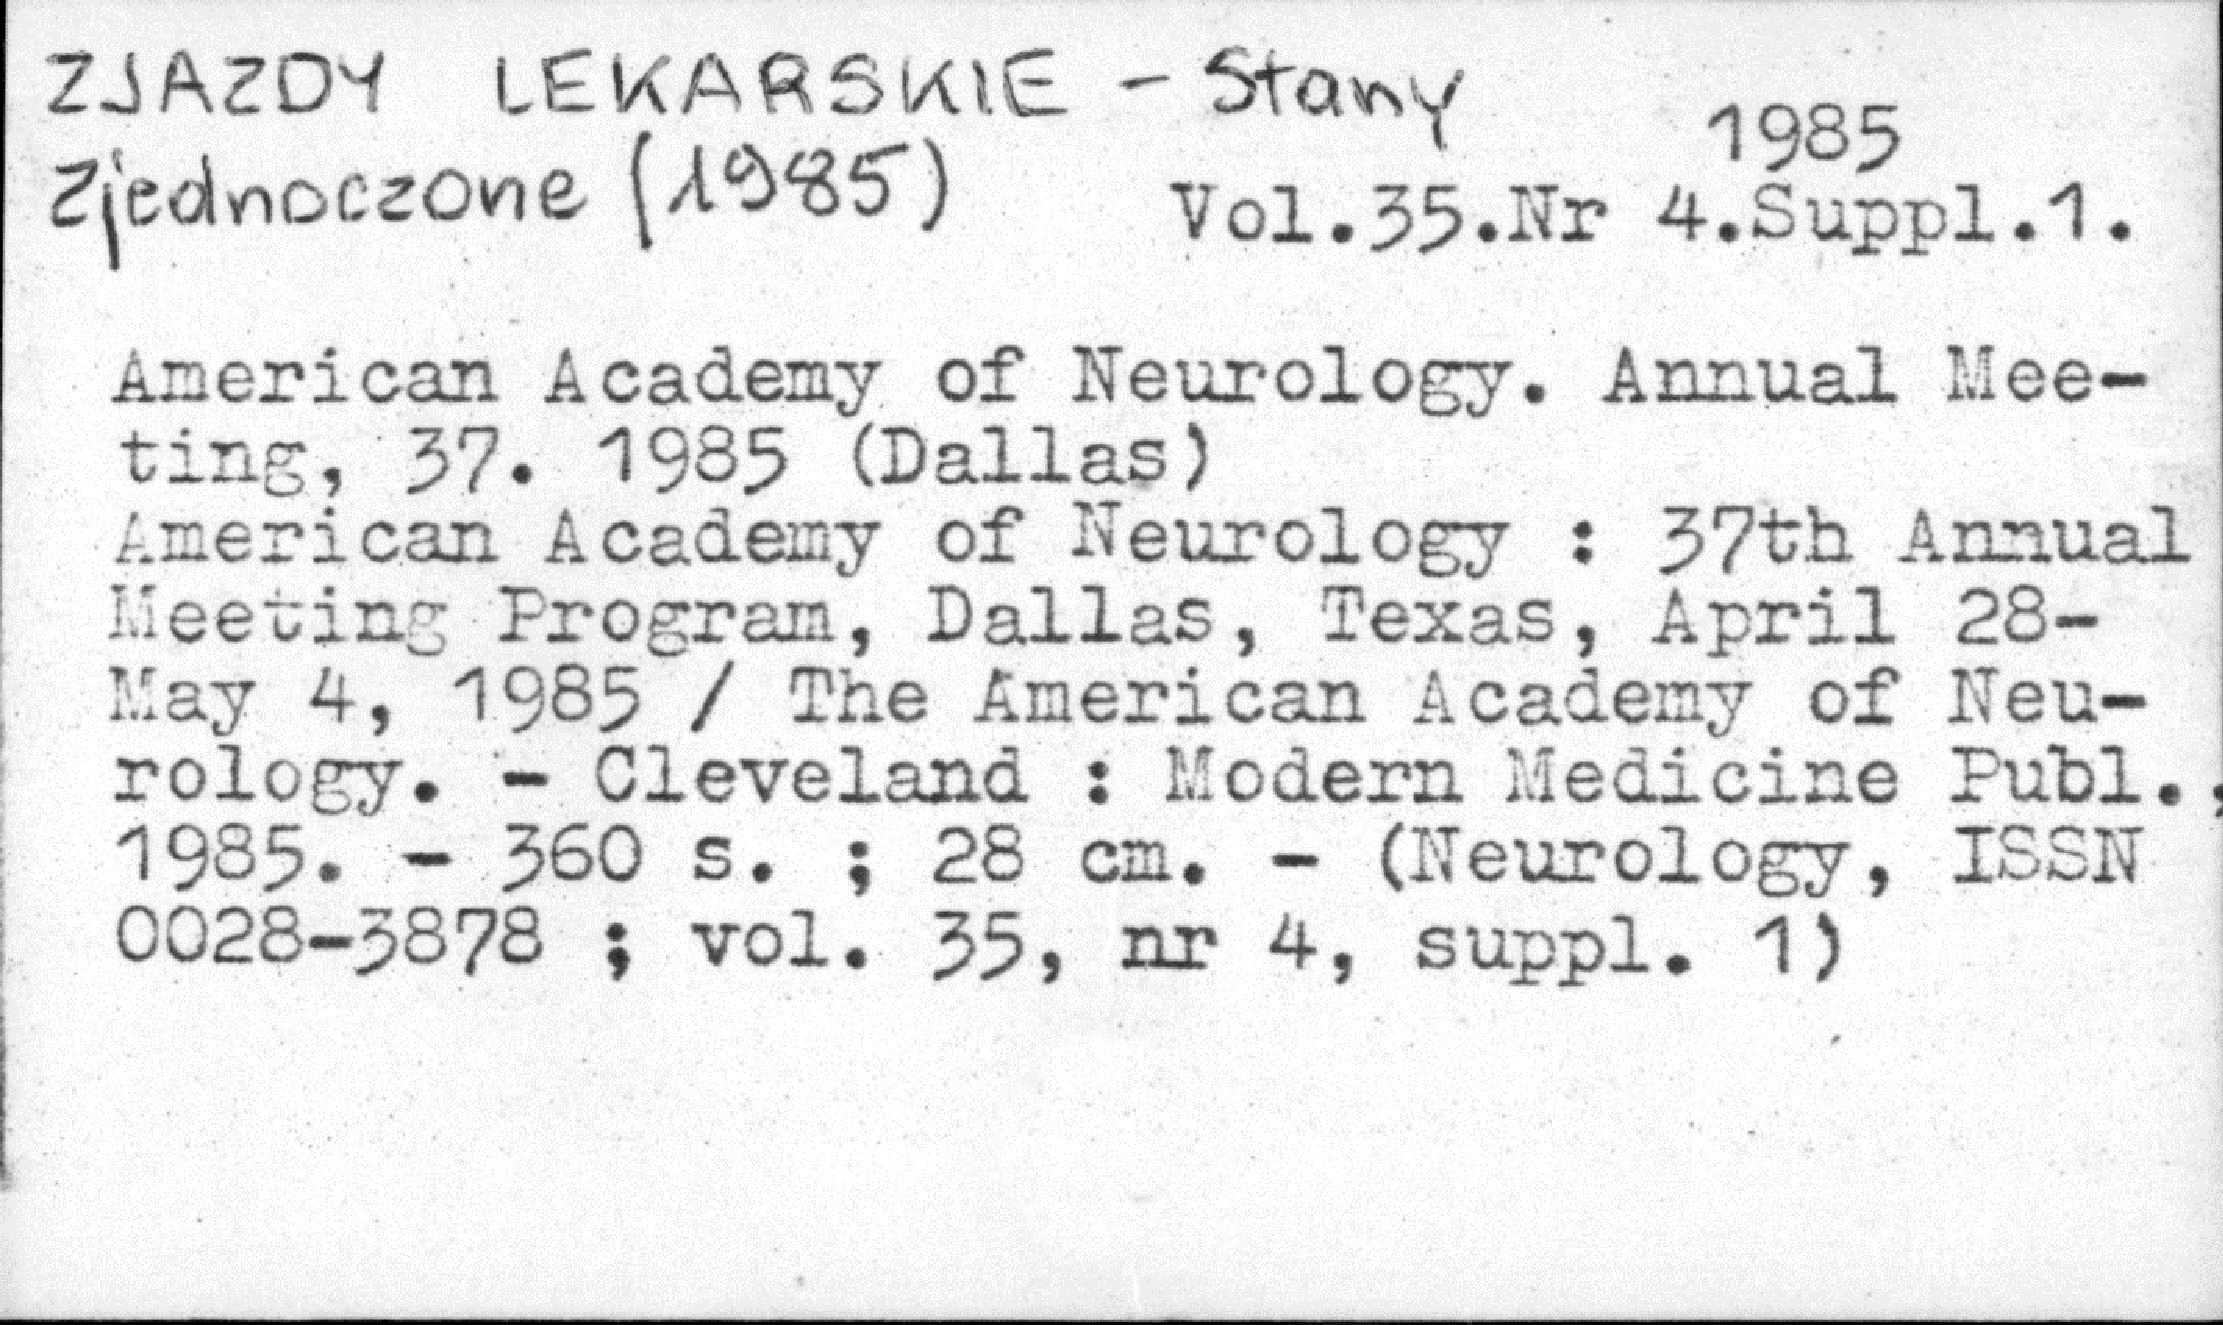 ZJAZDY LEKARSKIE – Stany
Zjednoczone (1985)
1985
Vol.35.Nr 4.Suppl.1.
American Academy of Neurology. Annual Mee-
ting, 37. 1985 (Dallas)
American Academy of Neurology : 37th Annual
Meeting Program, Dallas, Texas, April 28-
May 4, 1985 / The American Academy of Neu-
rology. - Cleveland : Modern Medicine Publ.,
1985. - 360 s. ; 28 cm. - (Neurology, ISSN
0028-3878 ; vol. 35, nr 4, suppl. 1)